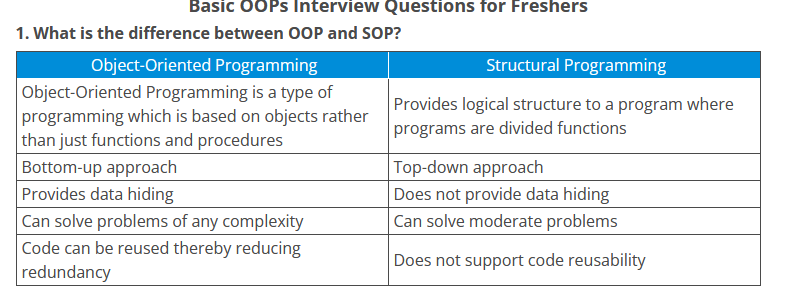 Basic OOPs Interview Questions for Freshers
1. What is the difference between OOP and SOP?
Object-Oriented Programming
Structural Programming
Object-Oriented Programming is a type of
programming which is based on objects rather
than just functions and procedures
Provides logical structure to a program where
programs are divided functions
Bottom-up approach
Top-down approach
Provides data hiding
Does not provide data hiding
Can solve problems of any complexity
Can solve moderate problems
Code can be reused thereby reducing
redundancy
Does not support code reusability